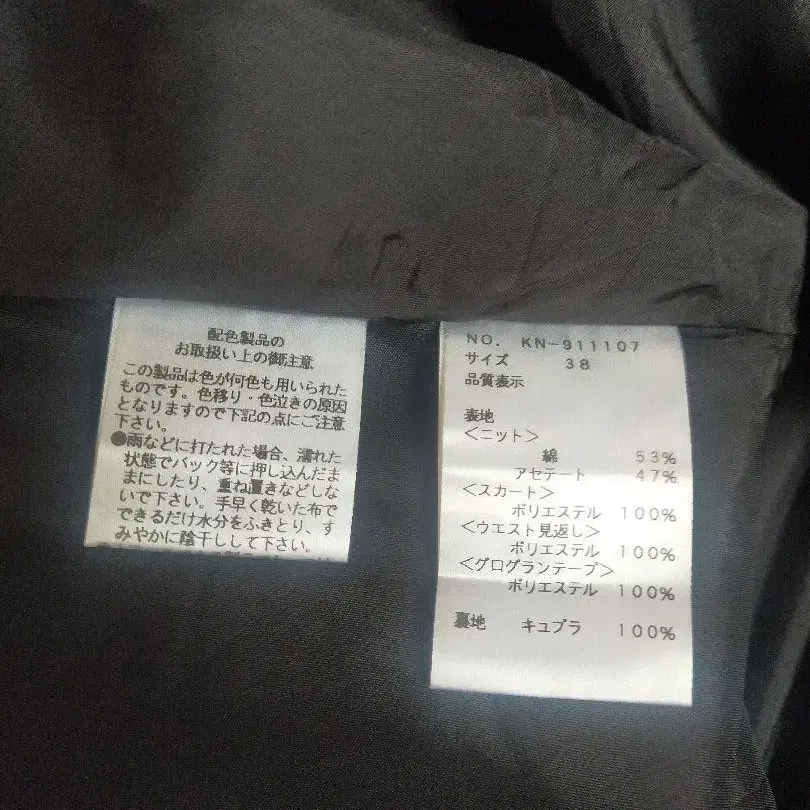 配色製品の
お取扱い上の御注意
この製品は色が何色も用いられた
ものです。色移り・色泣きの原因
となりますので下記の点にご注意
下さい。
●雨などに打たれた場合、濡れた
状態でバック等に押し込んだま
まにしたり、重ね置きなどしな
いで下さい。手早く乾いた布で
できるだけ水分をふきとり、す
みやかに陰干しして下さい。
NO. KN-911107
サイズ 38
品質表示
表地
<ニット>
綿 53%
アセテート 47%
<スカート>
ポリエステル 100%
<ウエスト見返し>
ポリエステル 100%
<グログランテープ>
ポリエステル 100%
裏地 キュプラ 100%